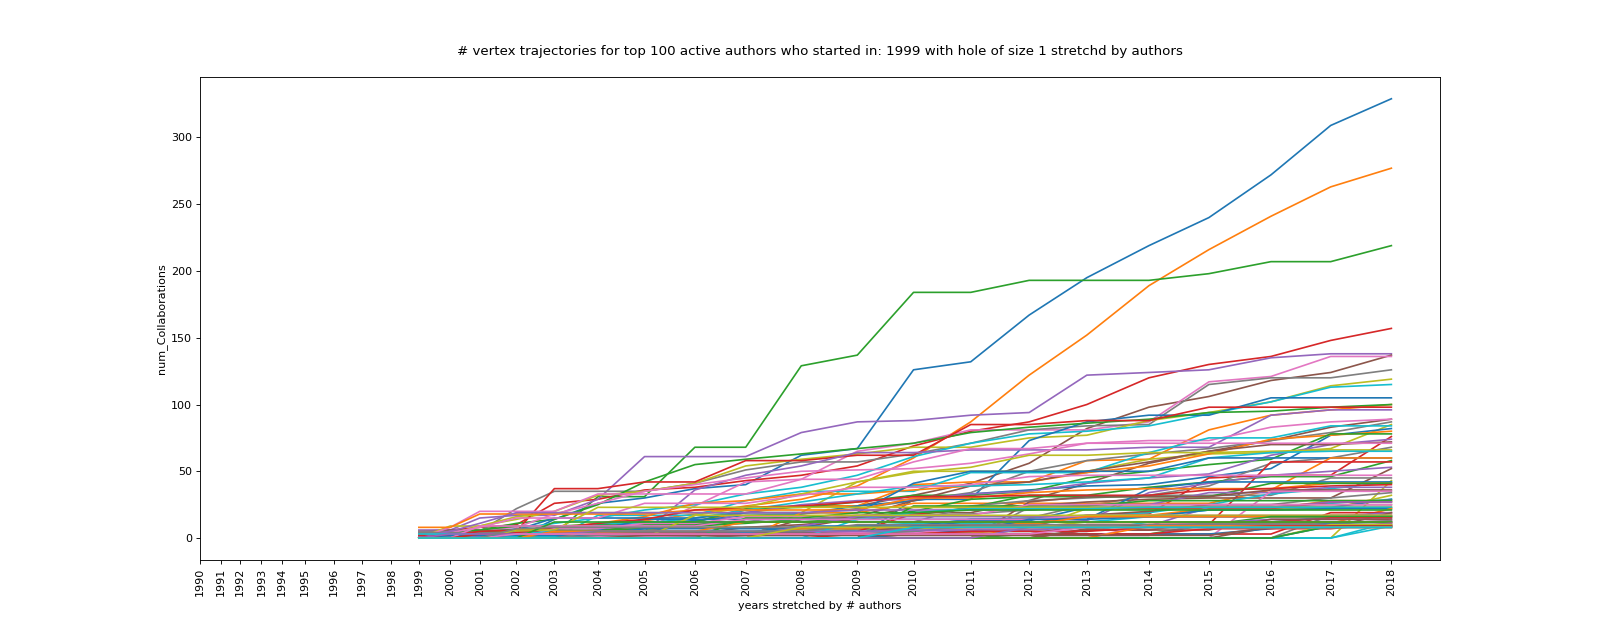 # vertex trajectories for top 100 active authors who started in: 1999 with hole of size 1 stretchd by authors
300
250
200
150
100
50
0
num_Collaborations
1990 1991 1992 1993 1994 1995 1996 1997 1998 1999 2000 2001 2002 2003 2004 2005 2006 2007 2008 2009 2010 2011 2012 2013 2014 2015 2016 2017 2018
years stretched by # authors